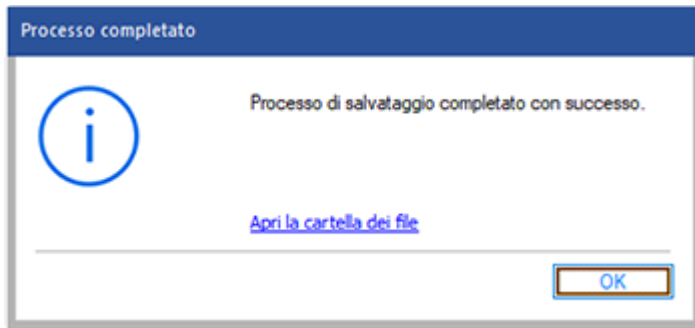 Processo completato
Processo di salvataggio completato con successo.
Apri la cartella dei file
OK